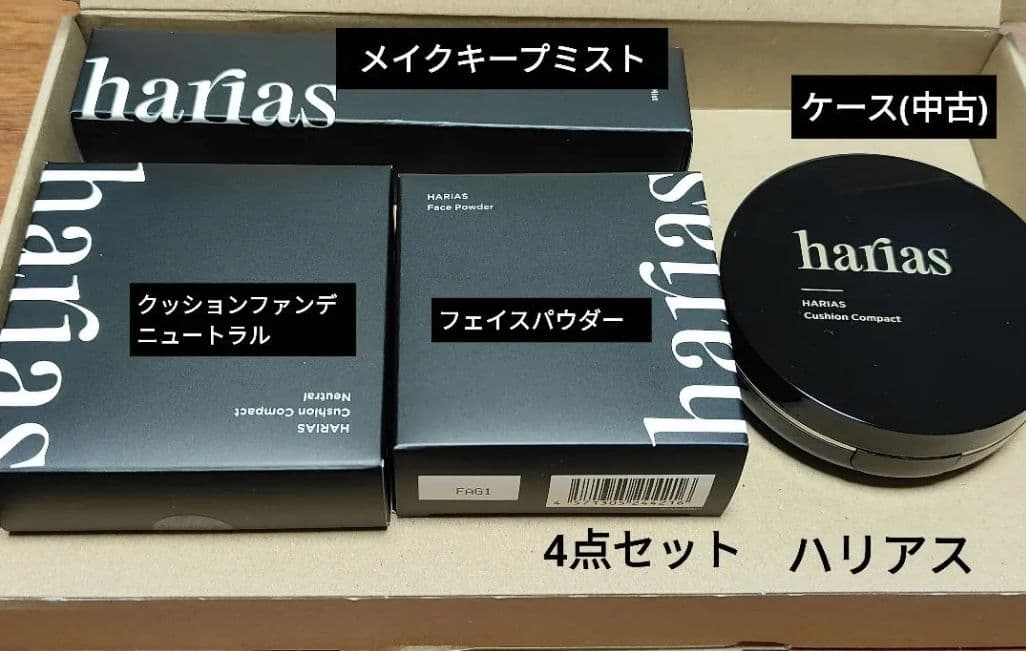 harias
メイクキープミスト
ケース(中古)
harias
クッションファンデ
ニュートラル
HARIAS
Cushion Compact
Neutral
HARIAS
Face Powder
harias
フェイスパウダー
FAG1
harias
HARIAS
Cushion Compact
4点セット ハリアス